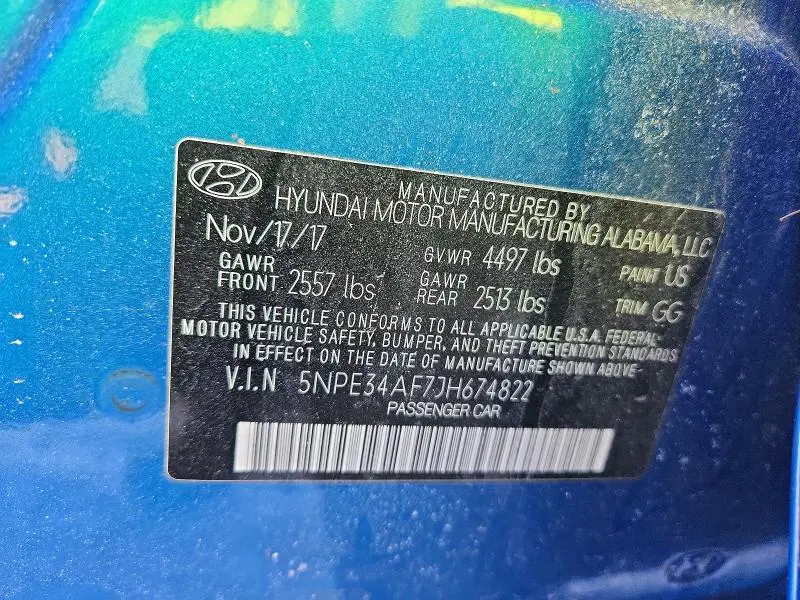 MANUFACTURED BY
HYUNDAI MOTOR MANUFACTURING ALABAMA, LLC
Nov/17/17 GVWR 4497 lbs PAINT US
GAWR FRONT 2557 lbs GAWR REAR 2513 lbs TRIM GG
THIS VEHICLE CONFORMS TO ALL APPLICABLE U.S.A. FEDERAL
MOTOR VEHICLE SAFETY, BUMPER, AND THEFT PREVENTION STANDARDS
IN EFFECT ON THE DATE OF MANUFACTURE SHOWN ABOVE.
V.I.N 5NPE34AF7JH674822
PASSENGER CAR